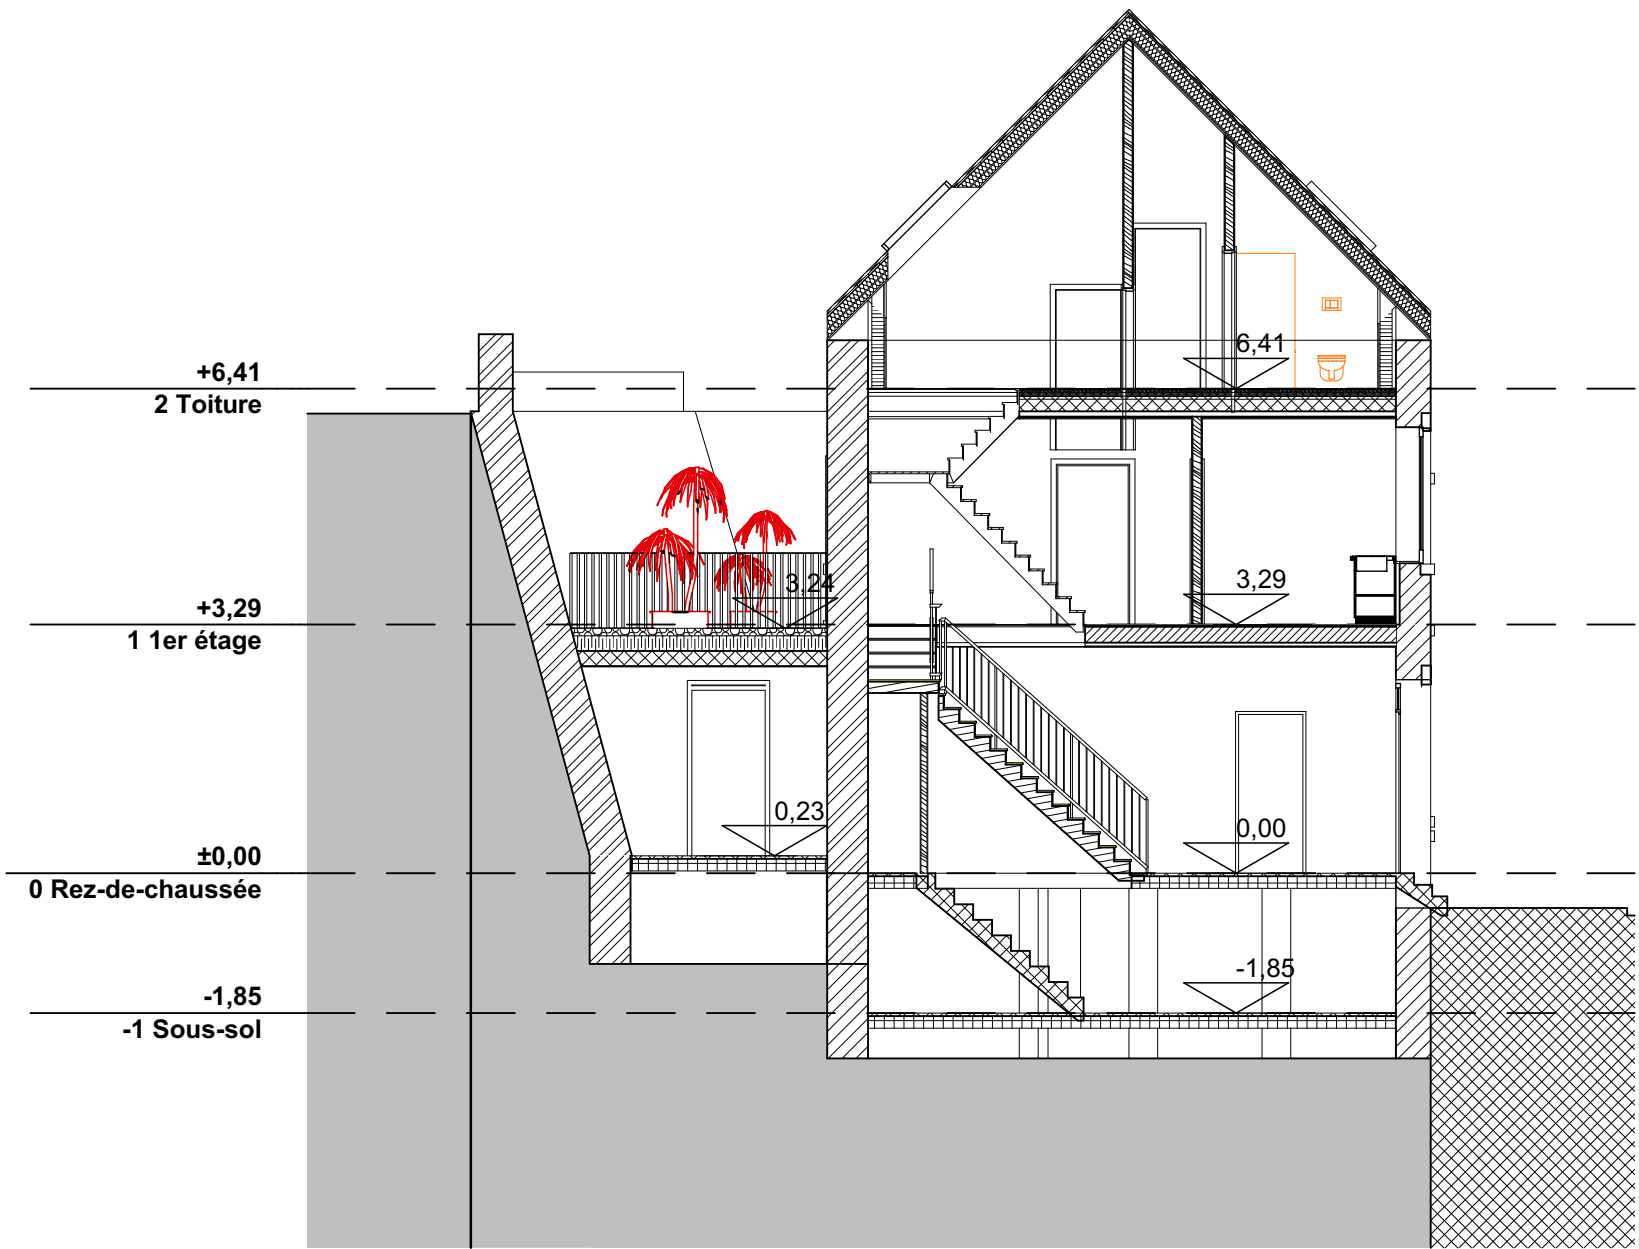 +6,41
2 Toiture
6,41
+3,29
1 1er étage
3,24
3,29
±0,00
0 Rez-de-chaussée
0,23
0,00
-1,85
-1 Sous-sol
-1,85